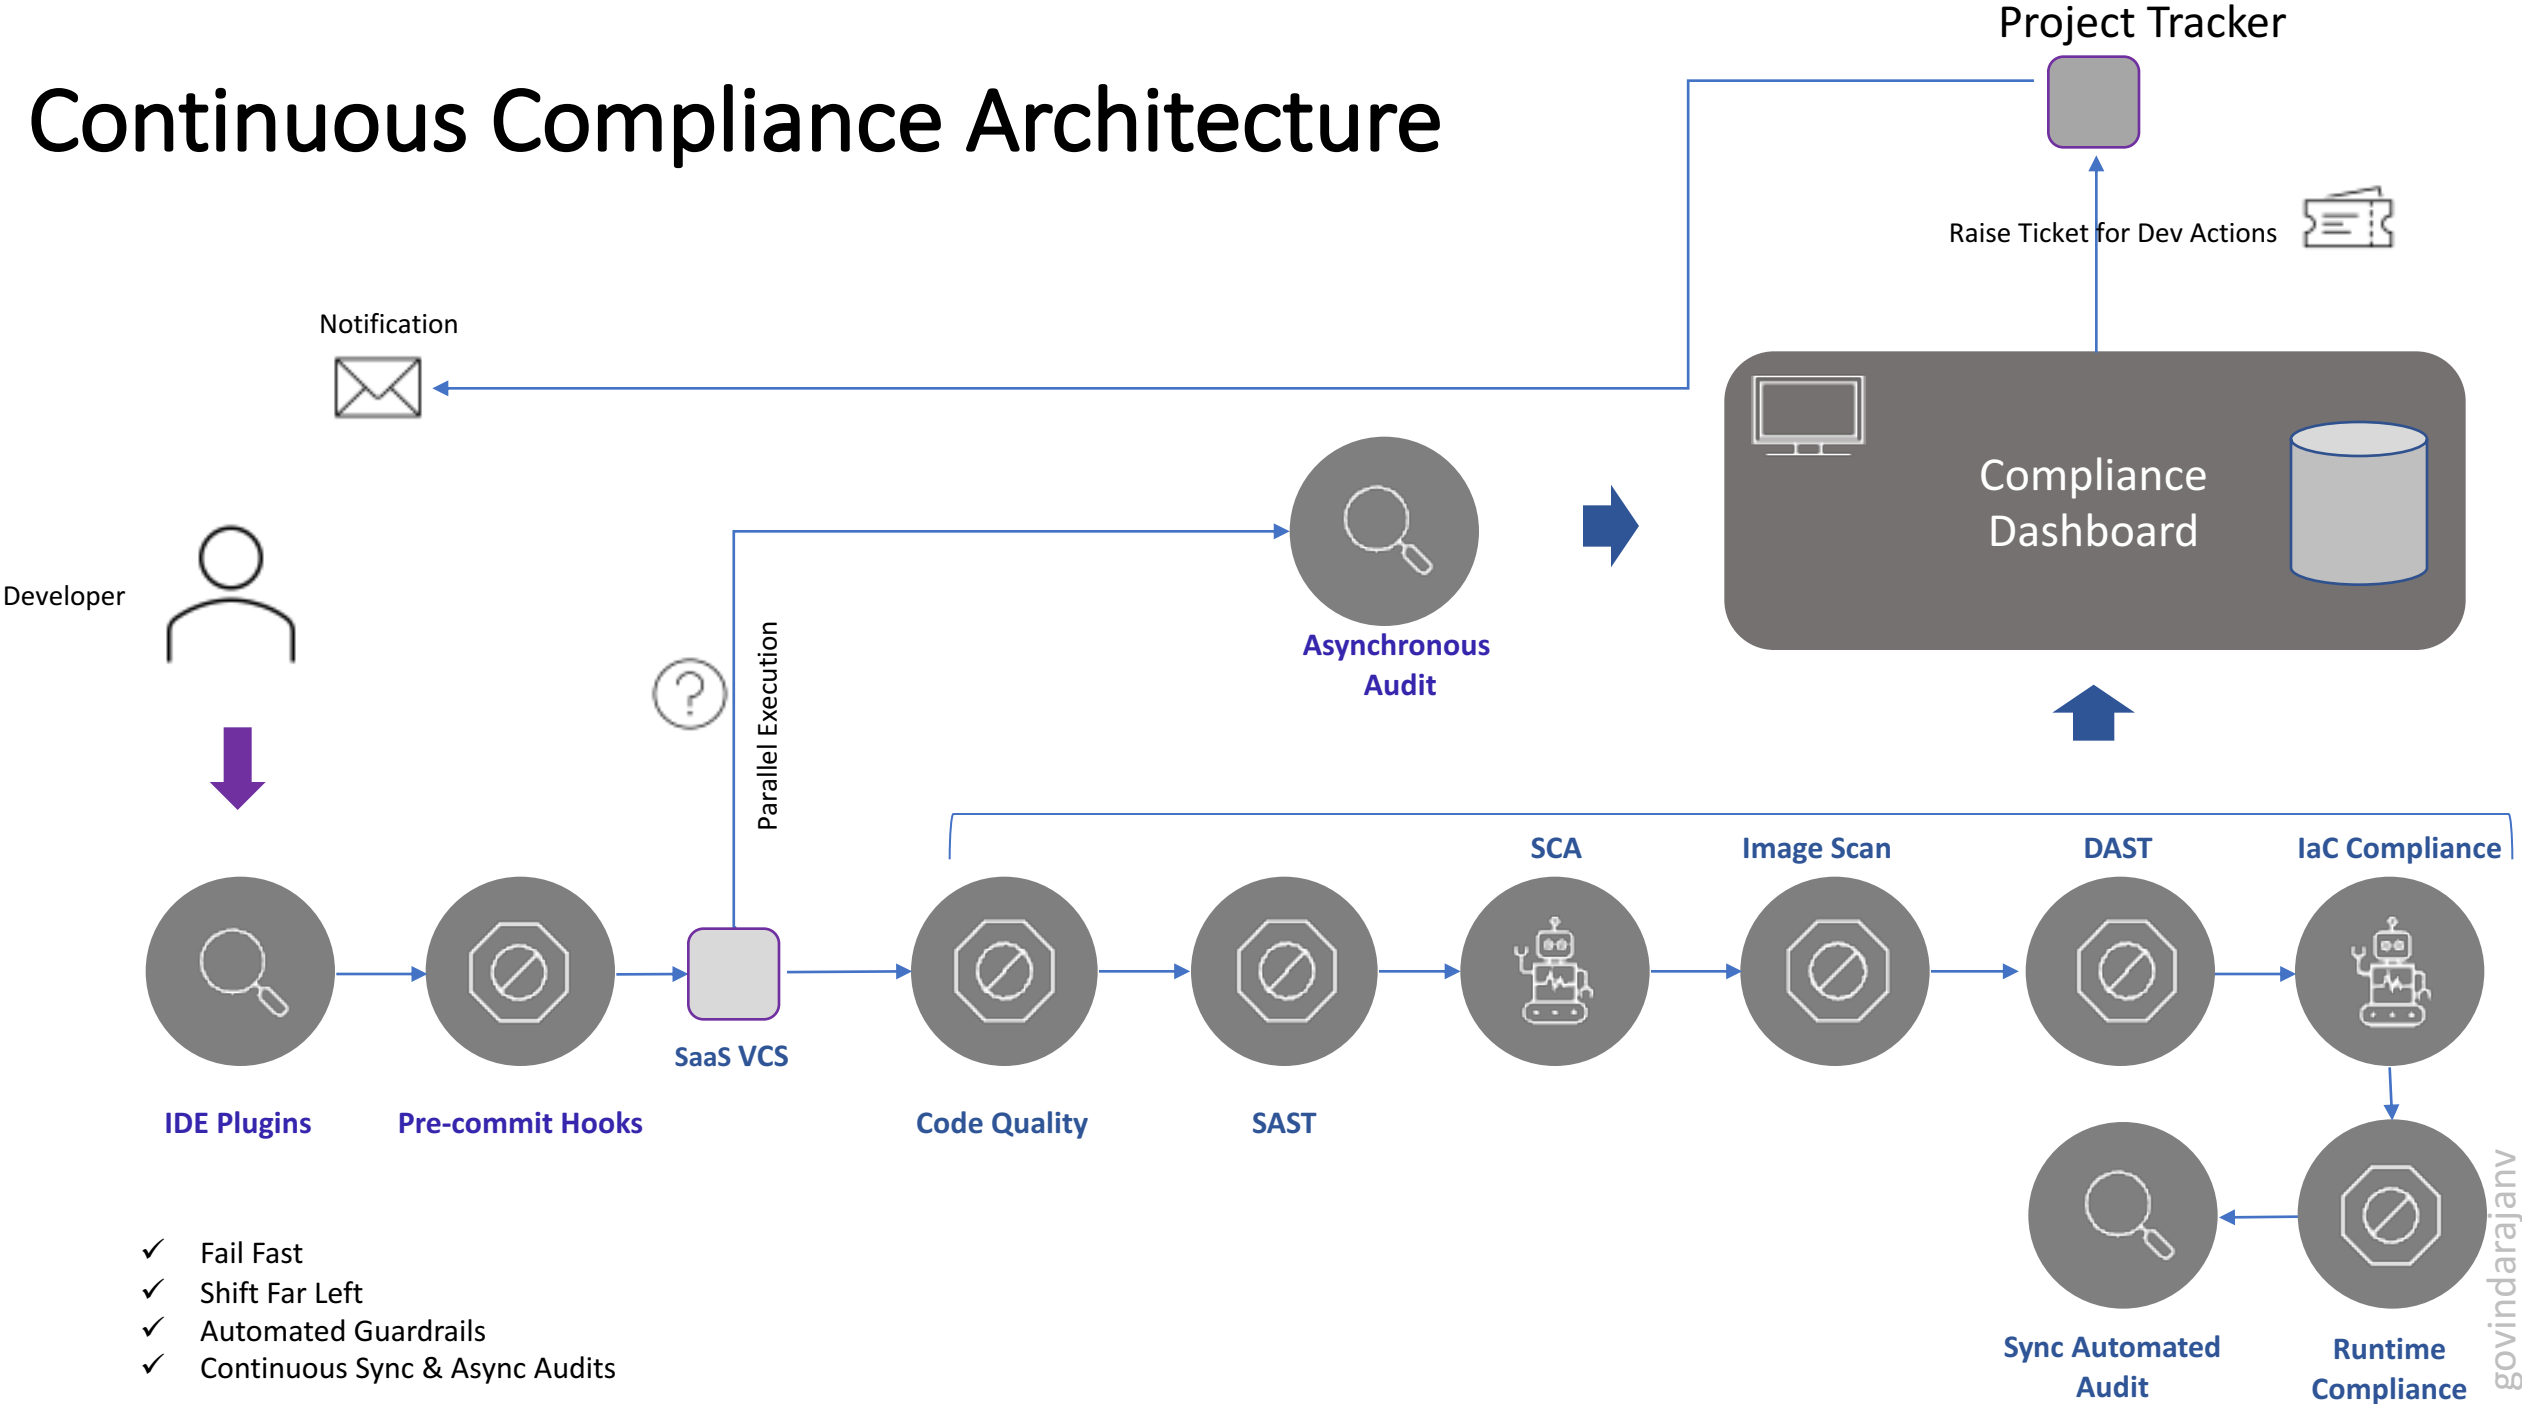 Project Tracker
Continuous Compliance Architecture
Raise Ticket for Dev Actions
Notification
Compliance
Dashboard
Developer
Asynchronous
Audit
Parallel Execution
?
SCA
Image Scan
DAST
IaC Compliance
SaaS VCS
IDE Plugins
Pre-commit Hooks
Code Quality
SAST
✓ Fail Fast
✓ Shift Far Left
✓ Automated Guardrails
✓ Continuous Sync & Async Audits
Sync Automated
Audit
Runtime
Compliance
govindarajanv